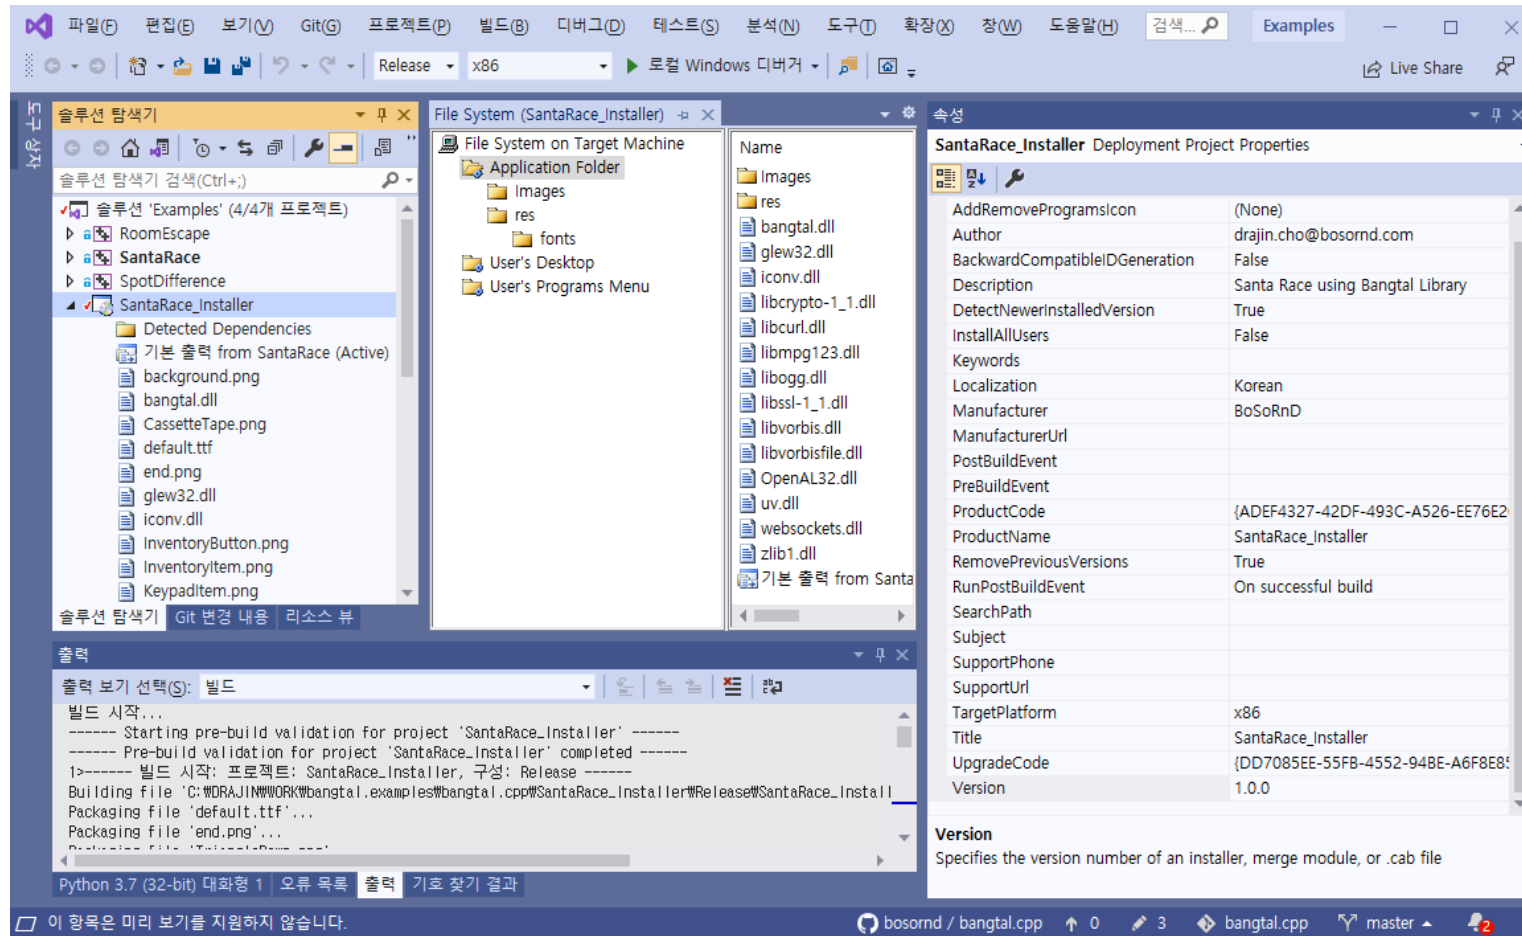 파일(F) 편집(E) 보기(V) Git(G) 프로젝트(P) 빌드(B) 디버그(D) 테스트(S) 분석(N) 도구(T) 확장(X) 창(W) 도움말(H) 검색... Examples
Release x86 로컬 Windows 디버거 Live Share
도구 상자
솔루션 탐색기
솔루션 탐색기 검색(Ctrl+;)
솔루션 'Examples' (4/4개 프로젝트)
RoomEscape
SantaRace
SpotDifference
SantaRace_Installer
Detected Dependencies
기본 출력 from SantaRace (Active)
background.png
bangtal.dll
CassetteTape.png
default.ttf
end.png
glew32.dll
iconv.dll
InventoryButton.png
InventoryItem.png
KeypadItem.png
솔루션 탐색기 Git 변경 내용 리소스 뷰
File System (SantaRace_Installer)
File System on Target Machine
Application Folder
Images
res
fonts
User's Desktop
User's Programs Menu
Name
Images
res
bangtal.dll
glew32.dll
iconv.dll
libcrypto-1_1.dll
libcurl.dll
libmpg123.dll
libogg.dll
libssl-1_1.dll
libvorbis.dll
libvorbisfile.dll
OpenAL32.dll
uv.dll
websockets.dll
zlib1.dll
기본 출력 from Santa
출력
출력 보기 선택(S): 빌드
빌드 시작...
------ Starting pre-build validation for project 'SantaRace_Installer' ------
------ Pre-build validation for project 'SantaRace_Installer' completed ------
1>------ 빌드 시작: 프로젝트: SantaRace_Installer, 구성: Release ------
Building file 'C:₩DRAJIN₩WORK₩bangtal.examples₩bangtal.cpp₩SantaRace_Installer₩Release₩SantaRace_Install
Packaging file 'default.ttf'...
Packaging file 'end.png'...
Python 3.7 (32-bit) 대화형 1 오류 목록 출력 기호 찾기 결과
속성
SantaRace_Installer Deployment Project Properties
AddRemoveProgramsIcon (None)
Author drajin.cho@bosornd.com
BackwardCompatibleIDGeneration False
Description Santa Race using Bangtal Library
DetectNewerInstalledVersion True
InstallAllUsers False
Keywords
Localization Korean
Manufacturer BoSoRnD
ManufacturerUrl
PostBuildEvent
PreBuildEvent
ProductCode {ADEF4327-42DF-493C-A526-EE76E2
ProductName SantaRace_Installer
RemovePreviousVersions True
RunPostBuildEvent On successful build
SearchPath
Subject
SupportPhone
SupportUrl
TargetPlatform x86
Title SantaRace_Installer
UpgradeCode {DD7085EE-55FB-4552-94BE-A6F8E85
Version 1.0.0
Version
Specifies the version number of an installer, merge module, or .cab file
이 항목은 미리 보기를 지원하지 않습니다. bosornd / bangtal.cpp 0 3 bangtal.cpp master 2